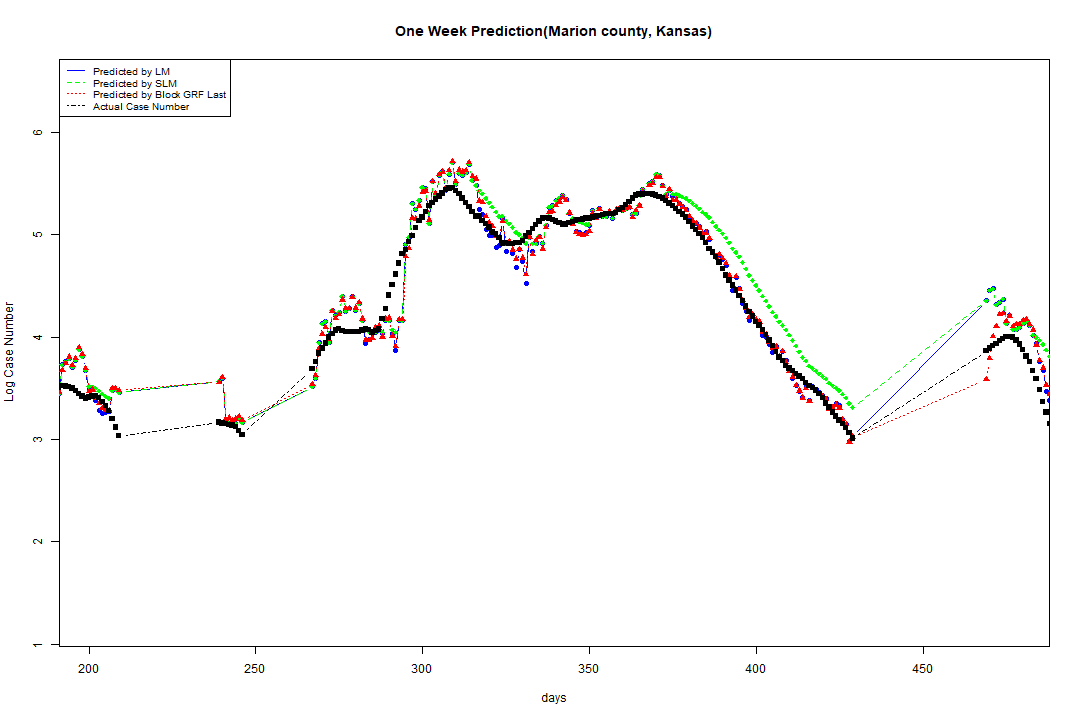 One Week Prediction(Marion county, Kansas)
Predicted by LM
Predicted by SLM
Predicted by Block GRF Last
Actual Case Number
6
5
4
3
2
1
Log Case Number
200 250 300 350 400 450
days